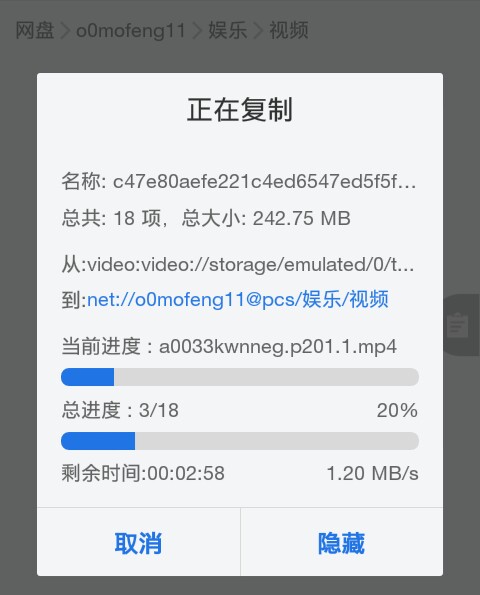 网盘 > o0mofeng11 > 娱乐 > 视频
正在复制
名称: c47e80aefe221c4ed6547ed5f5f...
总共: 18 项，总大小: 242.75 MB
从:video:video://storage/emulated/0/t...
到:net://o0mofeng11@pcs/娱乐/视频
当前进度 : a0033kwnneg.p201.1.mp4
总进度 : 3/18 20%
剩余时间:00:02:58 1.20 MB/s
取消 隐藏